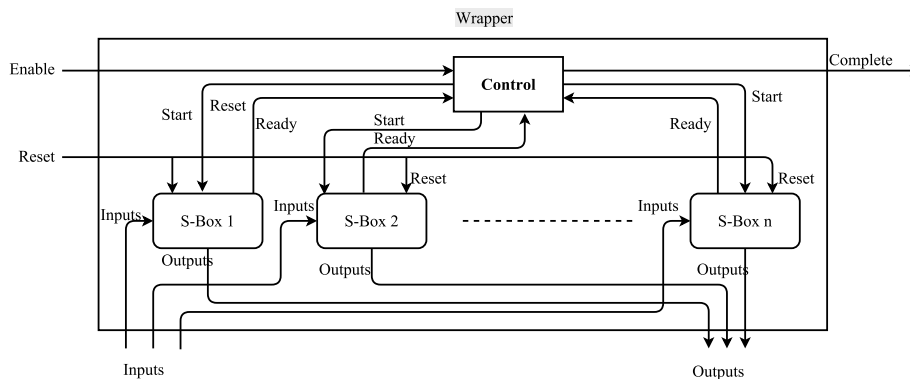 Wrapper
Enable
Control
Complete
Start
Reset
Ready
Start
Ready
Ready
Start
Reset
Reset
Reset
Inputs
S-Box 1
Inputs
S-Box 2
Inputs
S-Box n
Outputs
Outputs
Outputs
Inputs
Outputs